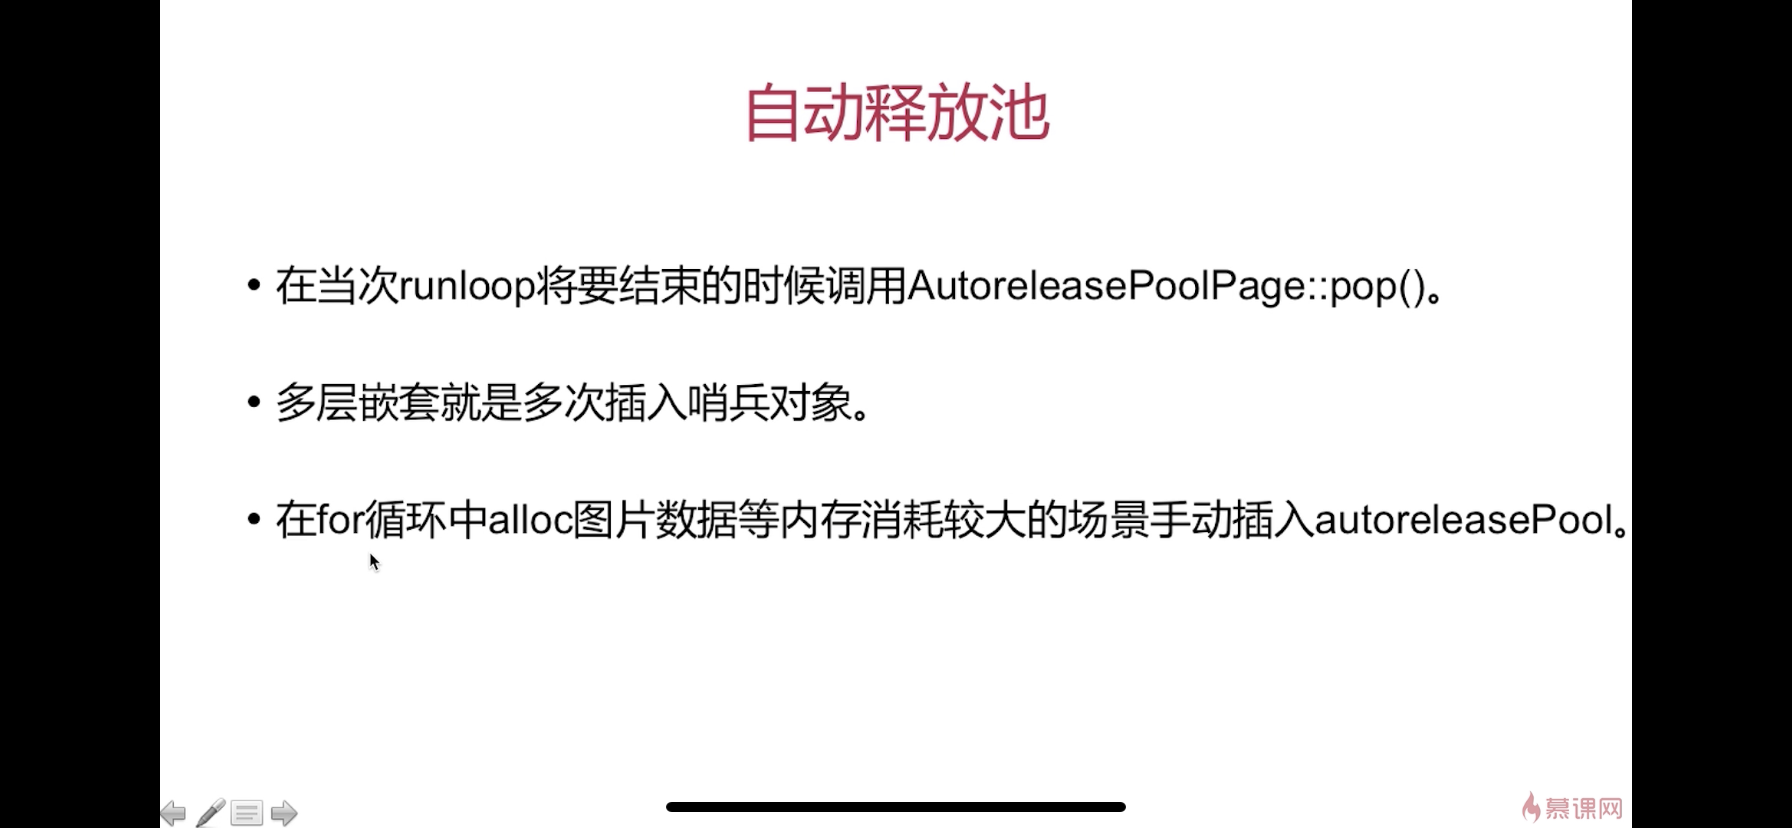 自动释放池
• 在当次runloop将要结束的时候调用AutoreleasePoolPage::pop()。
• 多层嵌套就是多次插入哨兵对象。
• 在for循环中alloc图片数据等内存消耗较大的场景手动插入autoreleasePool。
慕课网